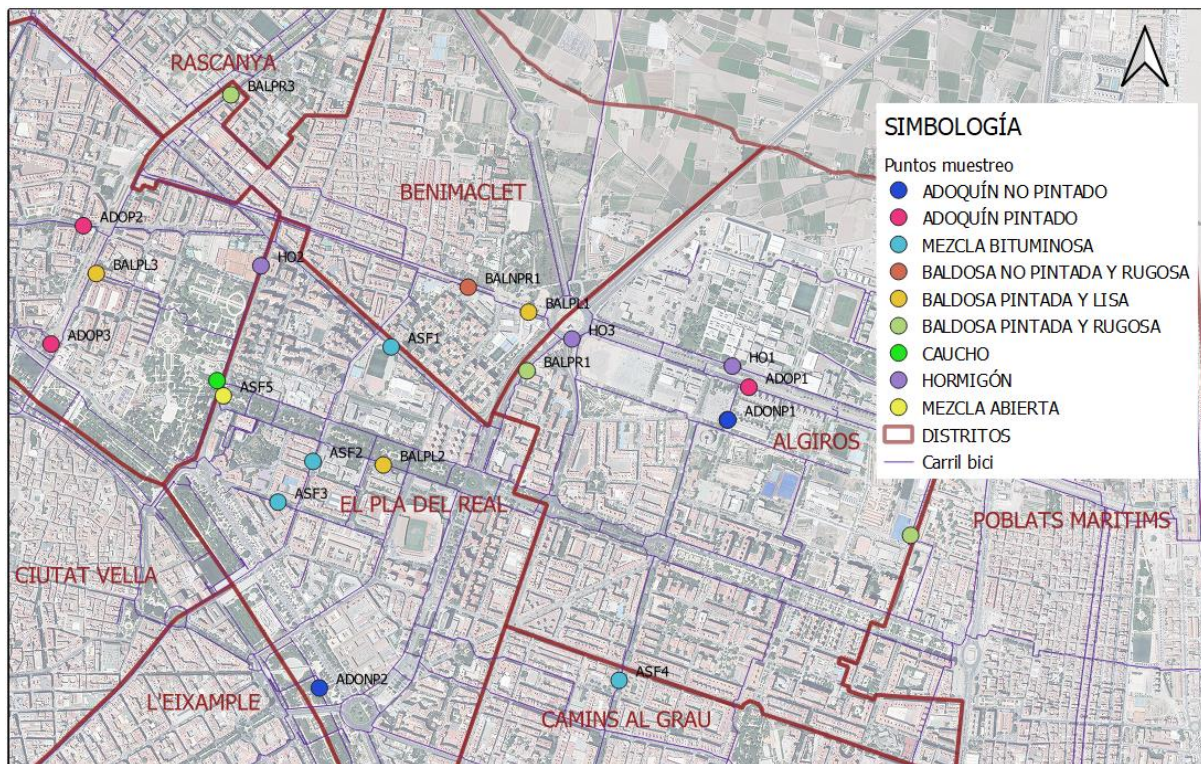 RASCANYA
BALPR3
BENIMACLET
ADOP2
HO2
BALPL3
BALNPR1
BALPL1
ADOP3
ASF1
HO3
BALPR1
HO1
ADOP1
ASF5
ADONP1
ALGIROS
ASF2
BALPL2
ASF3
EL PLA DEL REAL
POBLATS MARITIMS
CIUTAT VELLA
ADONP2
ASF4
L'EIXAMPLE
CAMINS AL GRAU
SIMBOLOGÍA
Puntos muestreo
ADOQUÍN NO PINTADO
ADOQUÍN PINTADO
MEZCLA BITUMINOSA
BALDOSA NO PINTADA Y RUGOSA
BALDOSA PINTADA Y LISA
BALDOSA PINTADA Y RUGOSA
CAUCHO
HORMIGÓN
MEZCLA ABIERTA
DISTRITOS
Carril bici